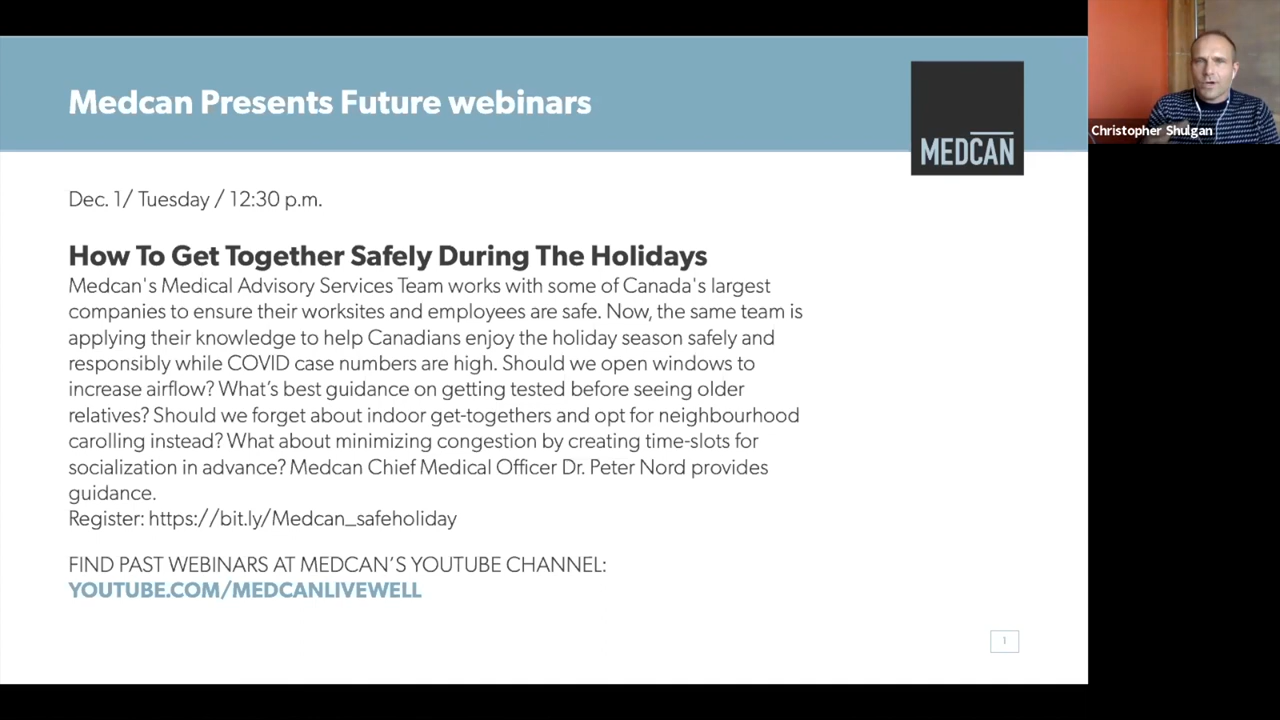 Medcan Presents Future webinars
MEDCAN
Christopher Shulgan
Dec. 1/ Tuesday / 12:30 p.m.
How To Get Together Safely During The Holidays
Medcan's Medical Advisory Services Team works with some of Canada's largest
companies to ensure their worksites and employees are safe. Now, the same team is
applying their knowledge to help Canadians enjoy the holiday season safely and
responsibly while COVID case numbers are high. Should we open windows to
increase airflow? What’s best guidance on getting tested before seeing older
relatives? Should we forget about indoor get-togethers and opt for neighbourhood
carolling instead? What about minimizing congestion by creating time-slots for
socialization in advance? Medcan Chief Medical Officer Dr. Peter Nord provides
guidance.
Register: https://bit.ly/Medcan_safeholiday
FIND PAST WEBINARS AT MEDCAN’S YOUTUBE CHANNEL:
YOUTUBE.COM/MEDCANLIVEWELL
1